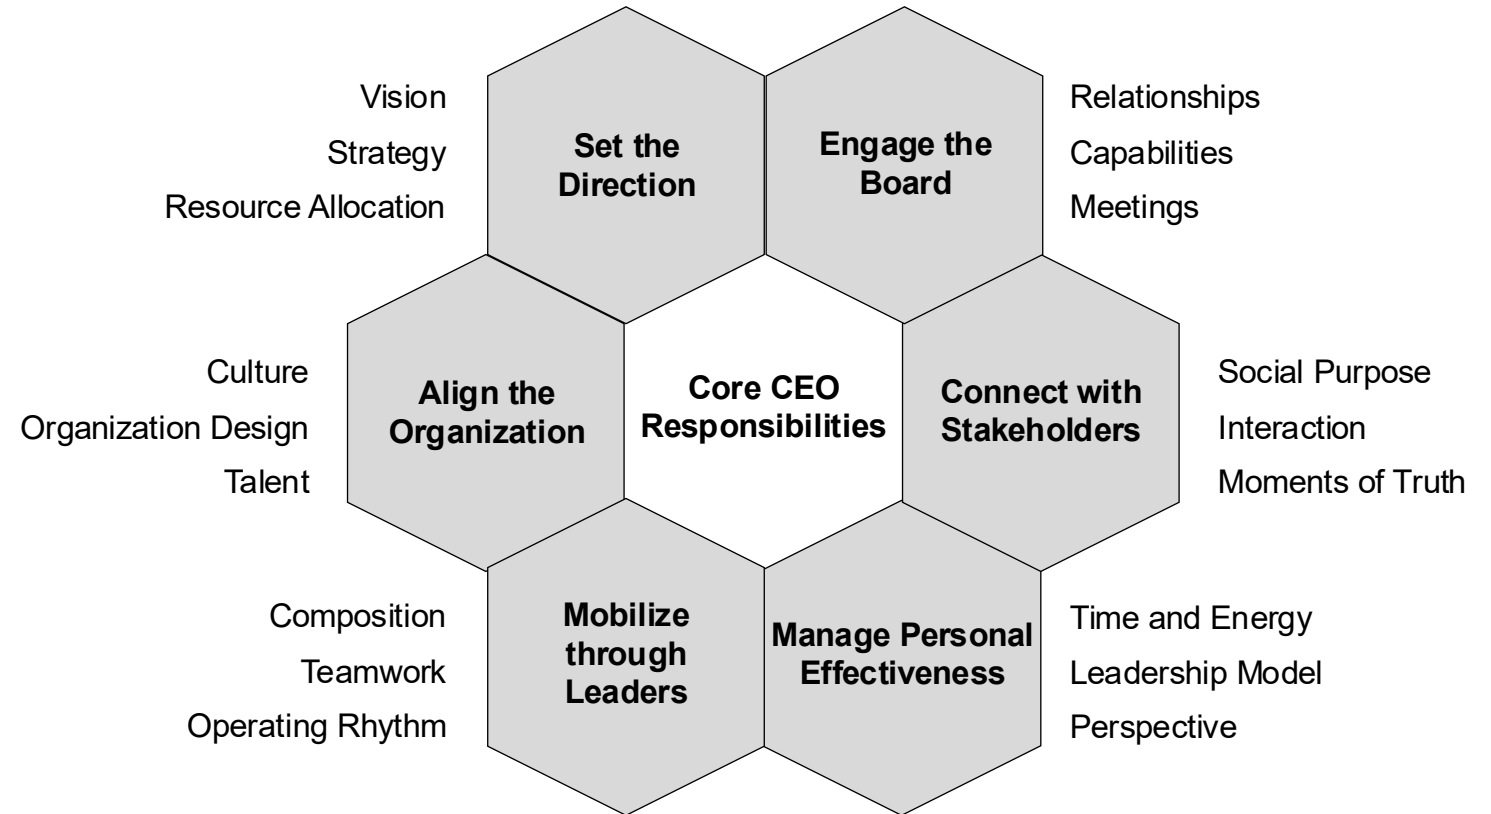 Vision
Strategy
Resource Allocation
Set the
Direction
Engage the
Board
Relationships
Capabilities
Meetings
Culture
Organization Design
Talent
Align the
Organization
Core CEO
Responsibilities
Connect with
Stakeholders
Social Purpose
Interaction
Moments of Truth
Composition
Teamwork
Operating Rhythm
Mobilize
through
Leaders
Manage Personal
Effectiveness
Time and Energy
Leadership Model
Perspective